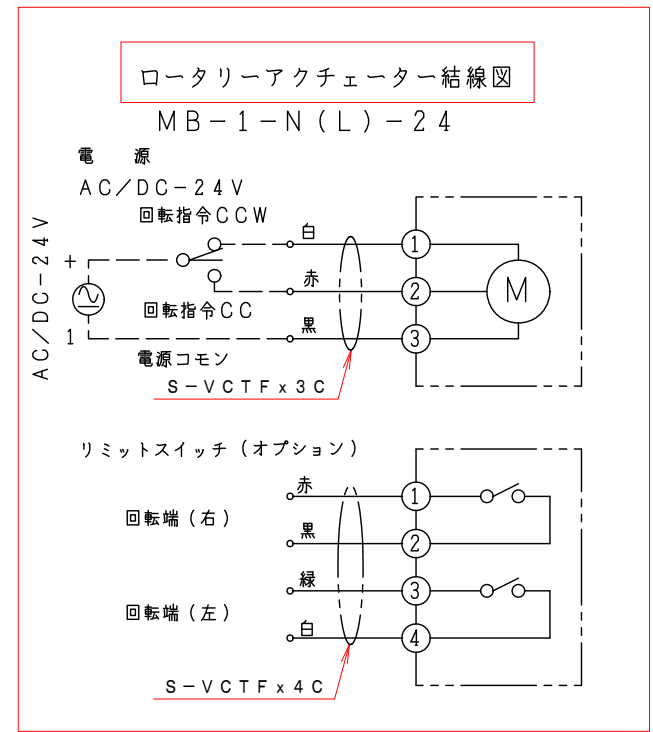 ロータリーアクチェーター結線図
MB-1-N(L)-24
電　源
AC/DC-24V
回転指令CCW
白
1
AC/DC-24V
+
赤
2
M
回転指令CC
黒
1
3
電源コモン
S-VCTFx3C
リミットスイッチ(オプション)
赤
1
回転端(右)
黒
2
緑
3
回転端(左)
白
4
S-VCTFx4C